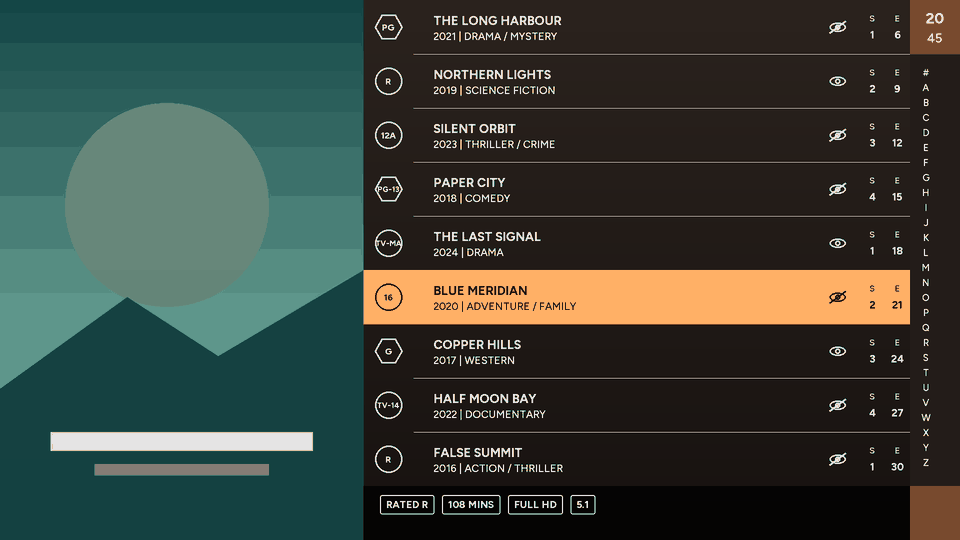 PG THE LONG HARBOUR S E
2021 | DRAMA / MYSTERY 1 6
R NORTHERN LIGHTS S E
2019 | SCIENCE FICTION 2 9
12A SILENT ORBIT S E
2023 | THRILLER / CRIME 3 12
PG-13 PAPER CITY S E
2018 | COMEDY 4 15
TV-MA THE LAST SIGNAL S E
2024 | DRAMA 1 18
16 BLUE MERIDIAN S E
2020 | ADVENTURE / FAMILY 2 21
G COPPER HILLS S E
2017 | WESTERN 3 24
TV-14 HALF MOON BAY S E
2022 | DOCUMENTARY 4 27
R FALSE SUMMIT S E
2016 | ACTION / THRILLER 1 30
RATED R 108 MINS FULL HD 5.1
20
45
#
A
B
C
D
E
F
G
H
I
J
K
L
M
N
O
P
Q
R
S
T
U
V
W
X
Y
Z